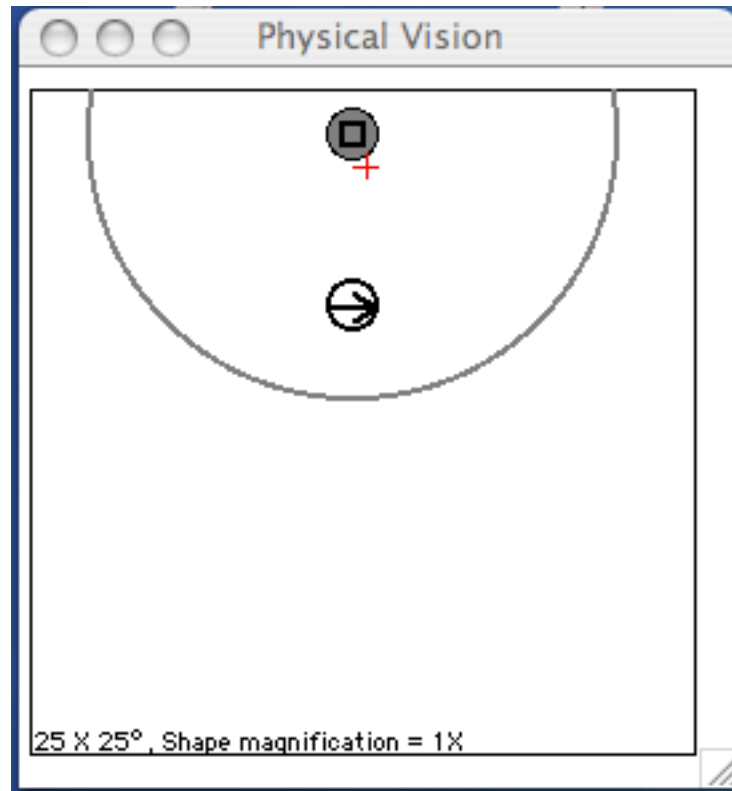 Physical Vision
25 X 25°, Shape magnification = 1X